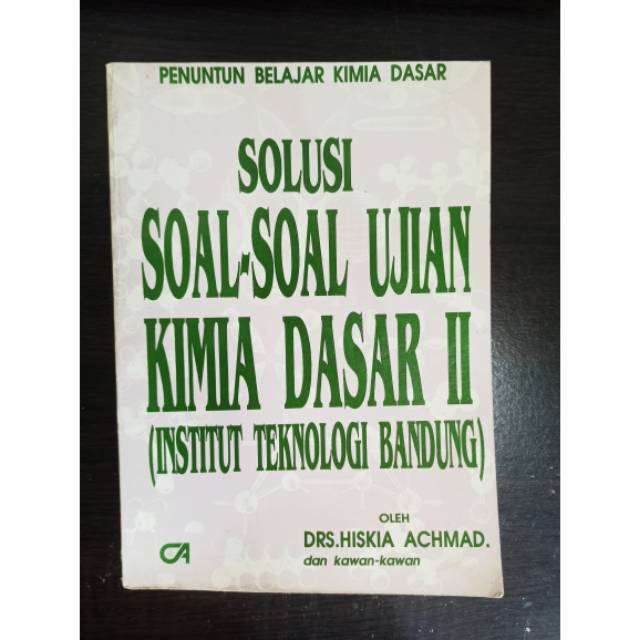 PENUNTUN BELAJAR KIMIA DASAR
SOLUSI
SOAL-SOAL UJIAN
KIMIA DASAR II
(INSTITUT TEKNOLOGI BANDUNG)
OLEH
DRS.HISKIA ACHMAD.
dan kawan-kawan
CA